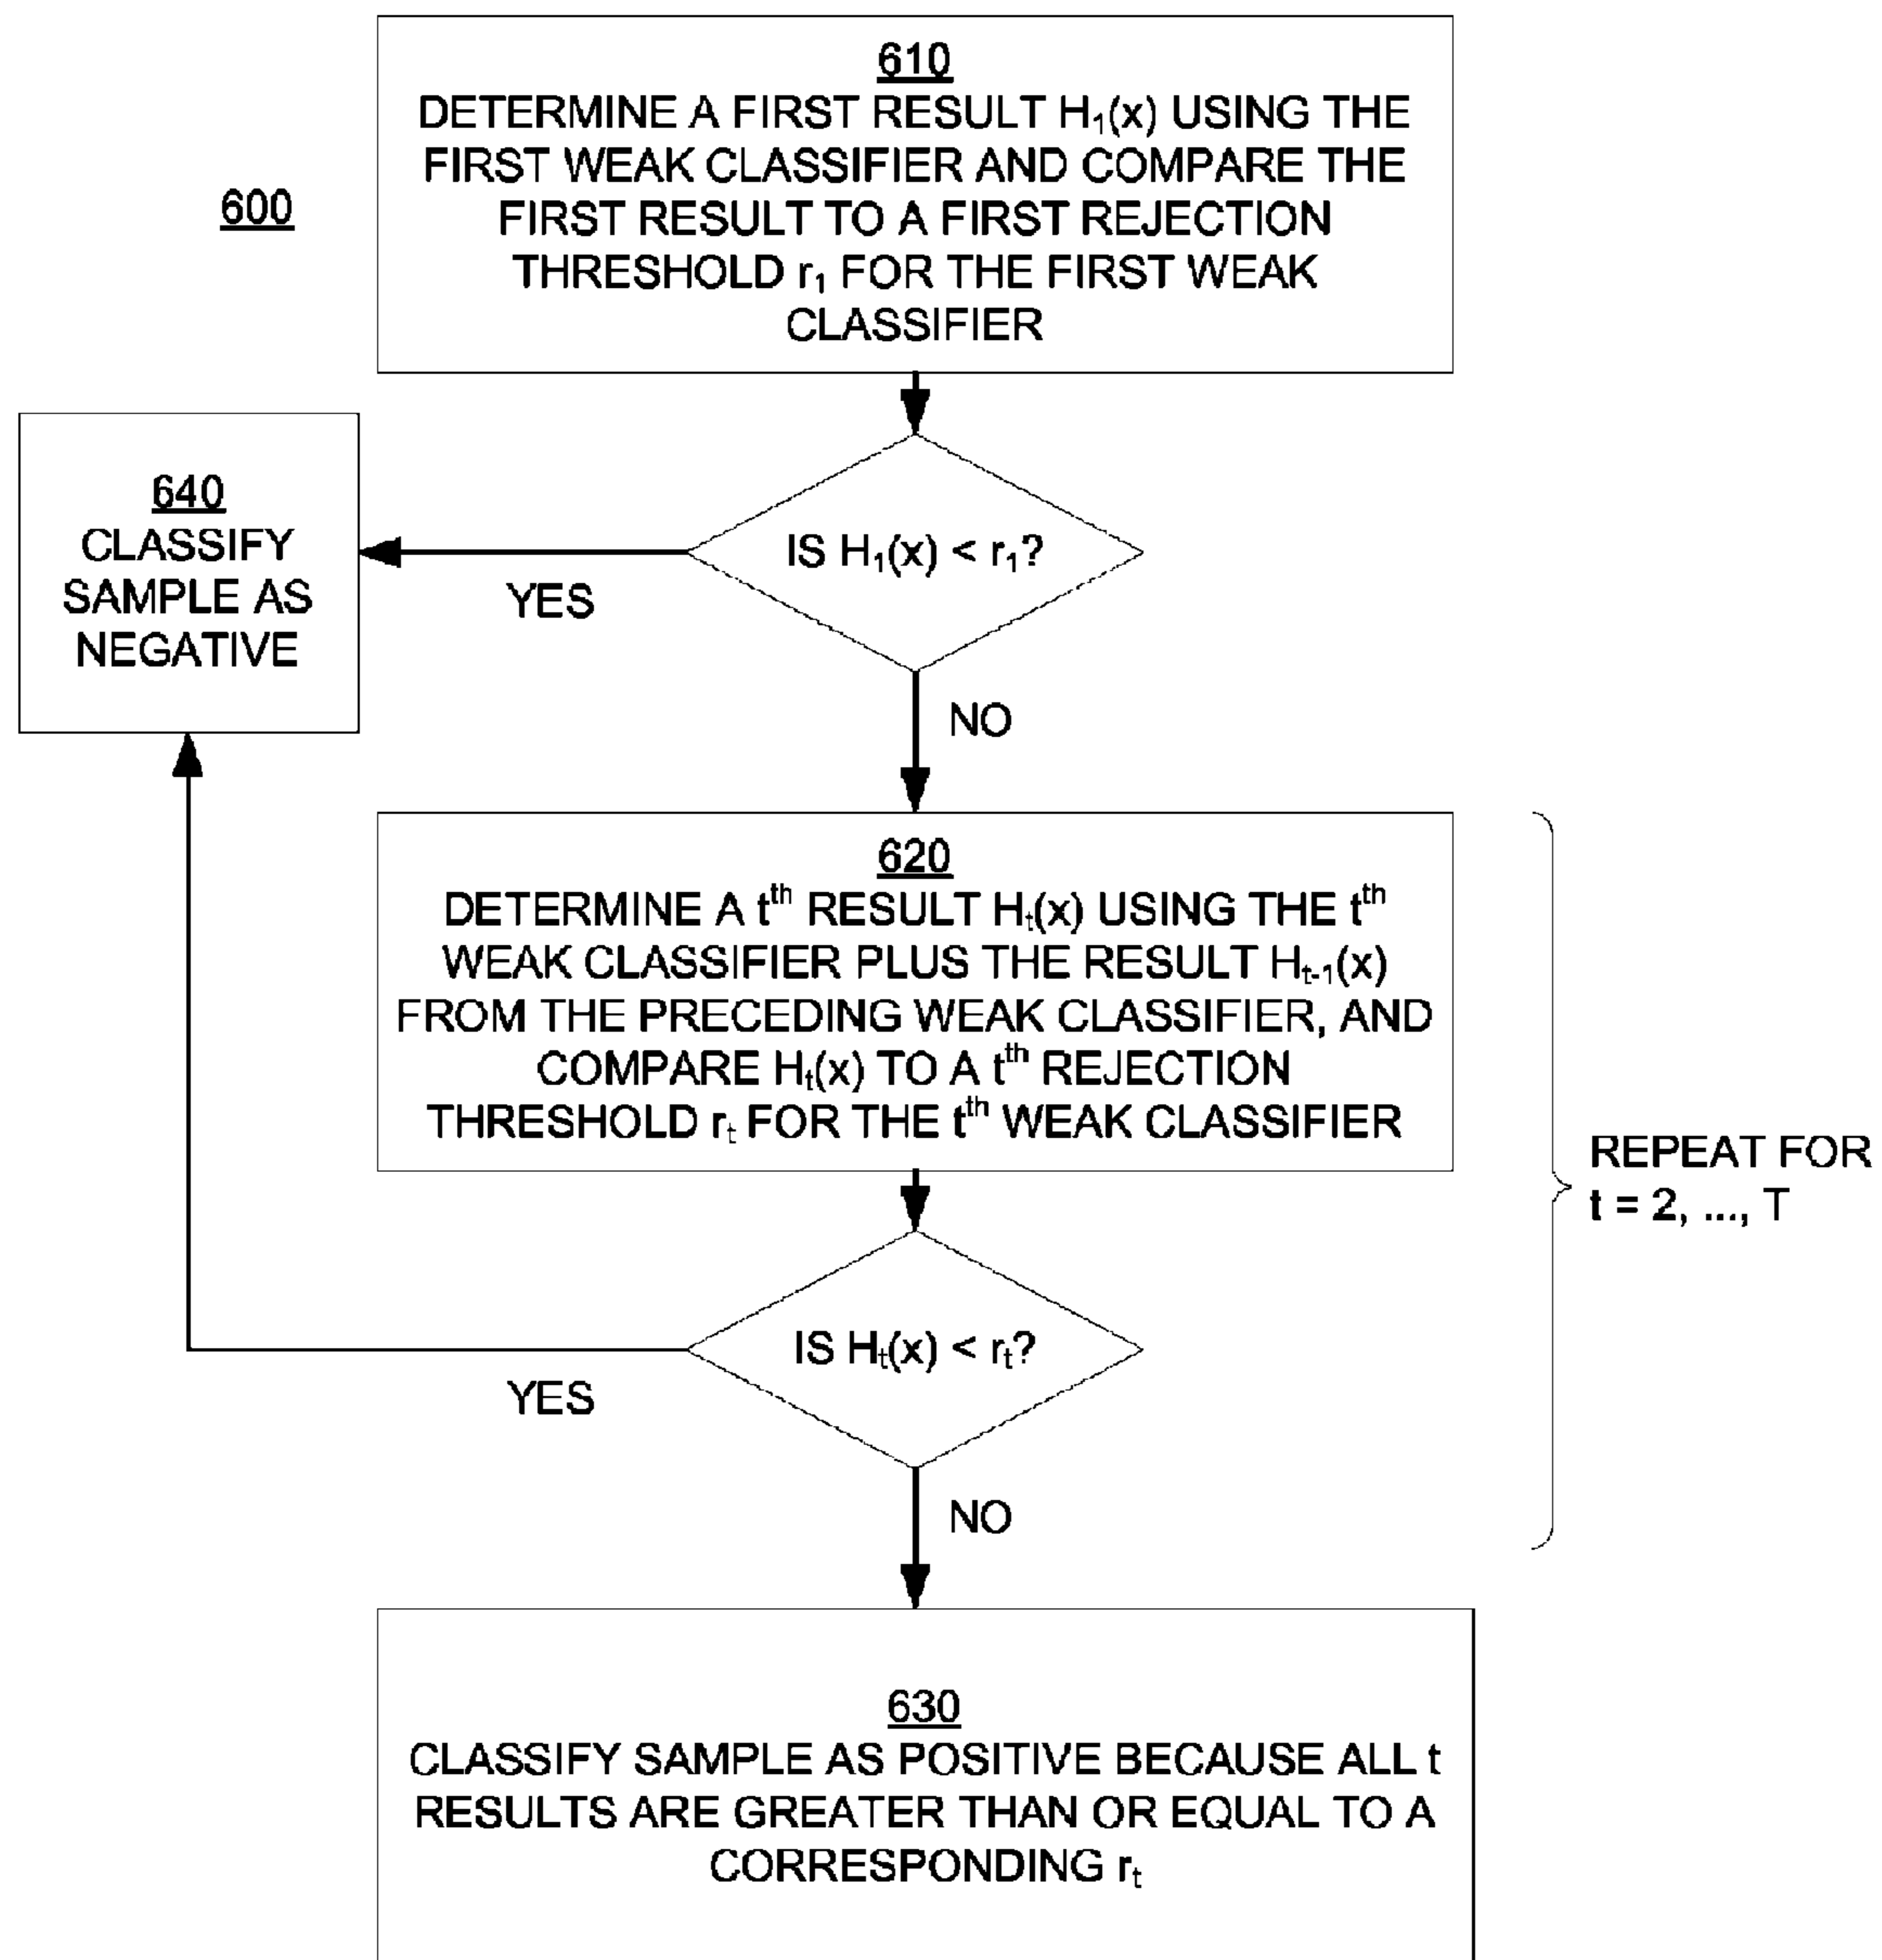 610
DETERMINE A FIRST RESULT H₁(x) USING THE
FIRST WEAK CLASSIFIER AND COMPARE THE
FIRST RESULT TO A FIRST REJECTION
THRESHOLD r₁ FOR THE FIRST WEAK
CLASSIFIER
600
640
CLASSIFY
SAMPLE AS
NEGATIVE
IS H₁(x) < r₁?
YES
NO
620
DETERMINE A tᵗʰ RESULT Hₜ(x) USING THE tᵗʰ
WEAK CLASSIFIER PLUS THE RESULT Hₜ₋₁(x)
FROM THE PRECEDING WEAK CLASSIFIER, AND
COMPARE Hₜ(x) TO A tᵗʰ REJECTION
THRESHOLD rₜ FOR THE tᵗʰ WEAK CLASSIFIER
REPEAT FOR
t = 2, ..., T
IS Hₜ(x) < rₜ?
YES
NO
630
CLASSIFY SAMPLE AS POSITIVE BECAUSE ALL t
RESULTS ARE GREATER THAN OR EQUAL TO A
CORRESPONDING rₜ